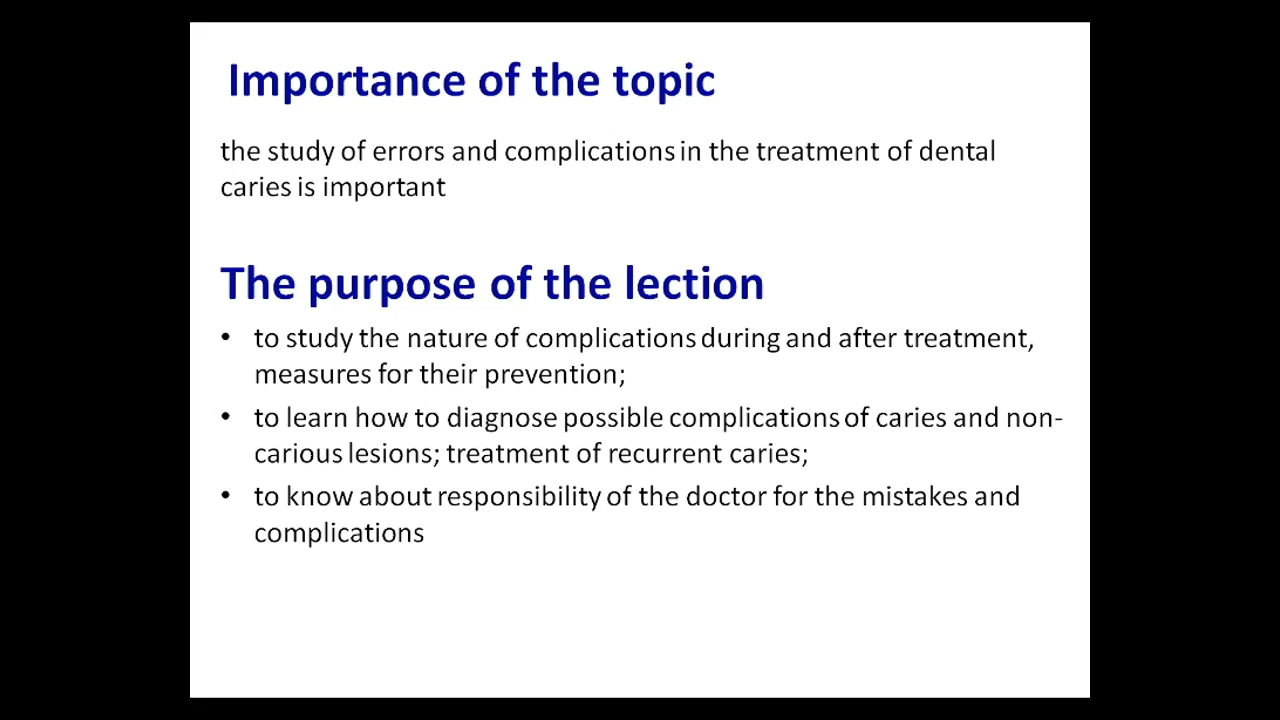 Importance of the topic
the study of errors and complications in the treatment of dental
caries is important
The purpose of the lection
• to study the nature of complications during and after treatment,
measures for their prevention;
• to learn how to diagnose possible complications of caries and non-
carious lesions; treatment of recurrent caries;
• to know about responsibility of the doctor for the mistakes and
complications